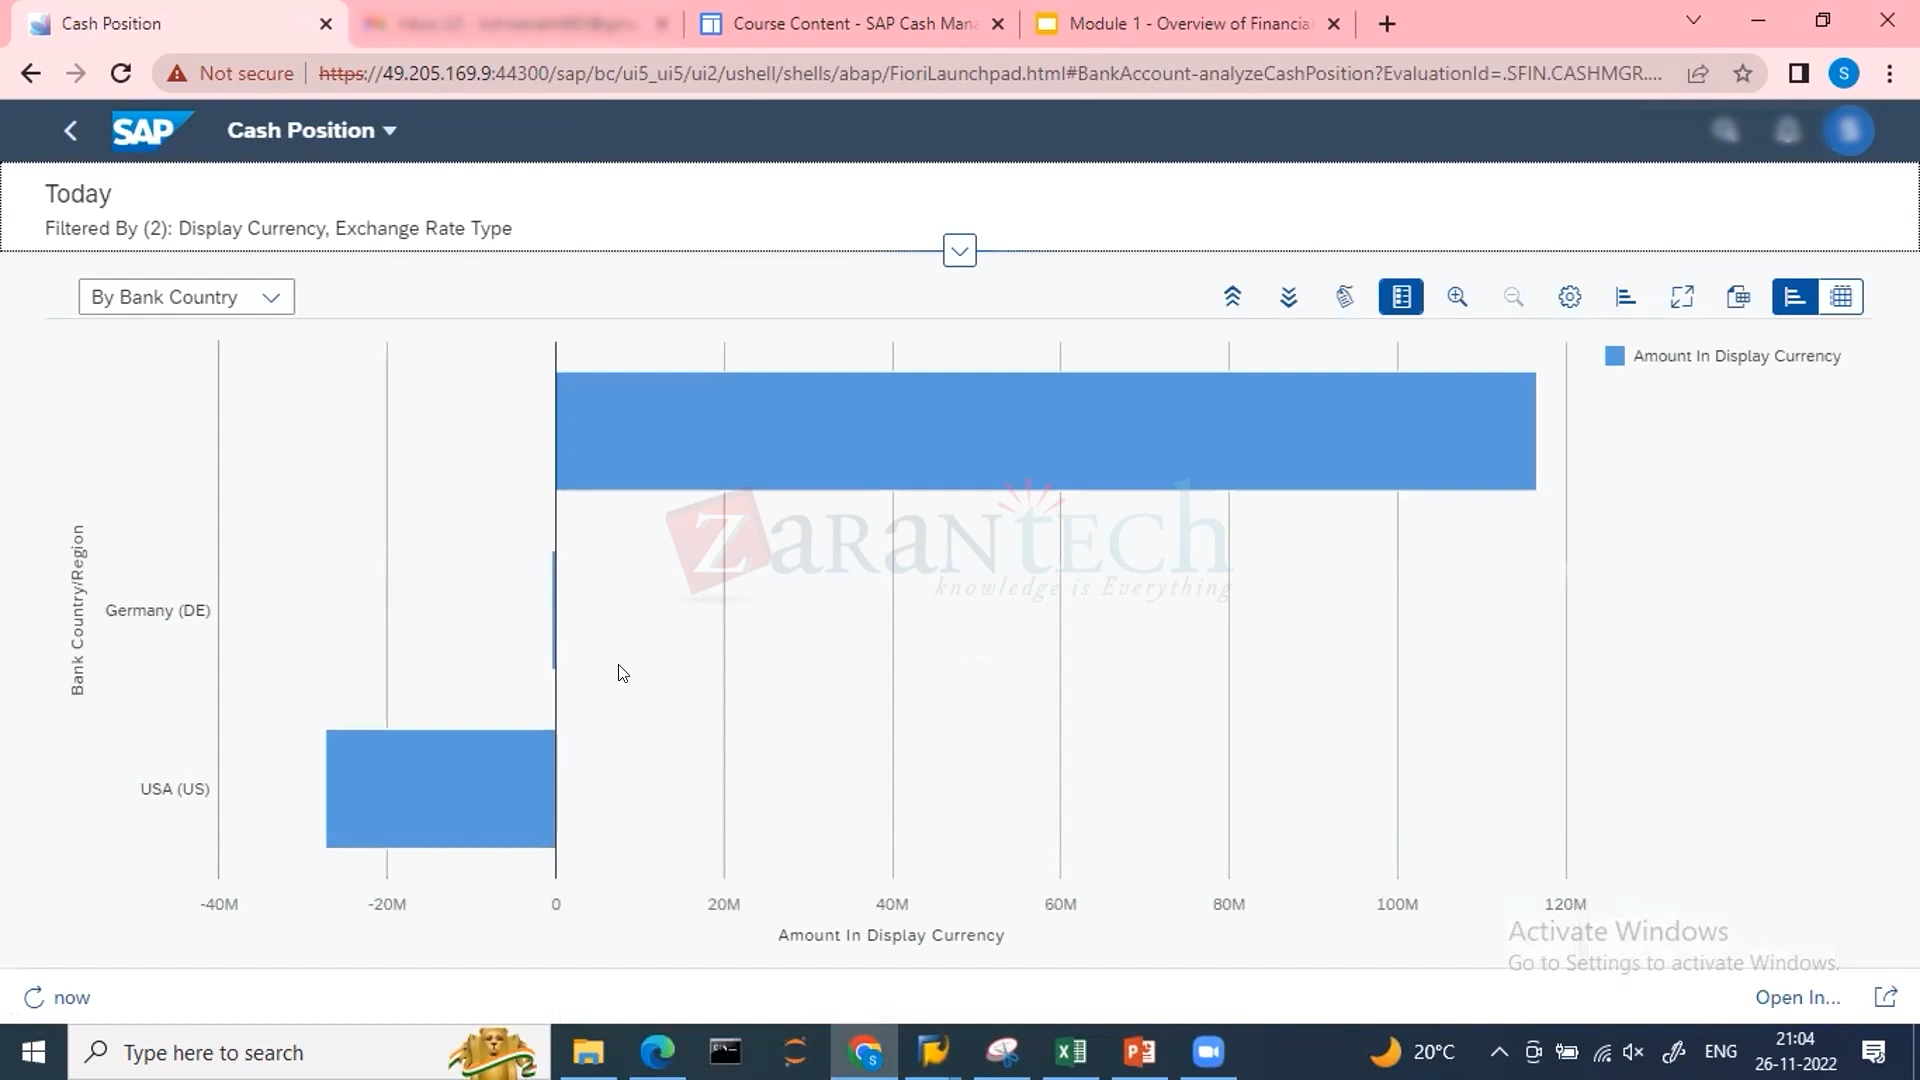 Cash Position
Course Content - SAP Cash Mana
Module 1 - Overview of Financia
Not secure
https://49.205.169.9:44300/sap/bc/ui5_ui5/ui2/ushell/shells/abap/FioriLaunchpad.html#BankAccount-analyzeCashPosition?EvaluationId=.SFIN.CASHMGR....
S
SAP
Cash Position
Today
Filtered By (2): Display Currency, Exchange Rate Type
By Bank Country
Amount In Display Currency
ZaranTech
knowledge is Everything
Bank Country/Region
Germany (DE)
USA (US)
-40M
-20M
0
20M
40M
60M
80M
100M
120M
Amount In Display Currency
Activate Windows
Go to Settings to activate Windows.
now
Open In...
Type here to search
20°C
ENG
21:04
26-11-2022